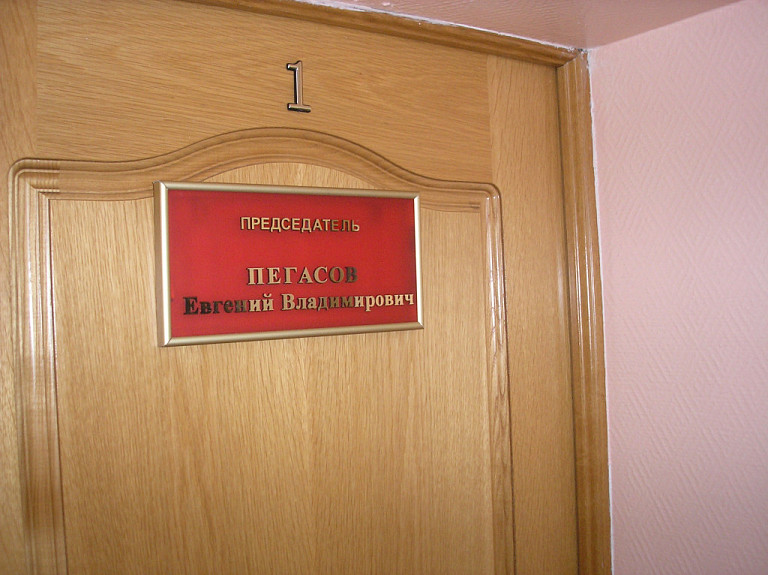 1
ПРЕДСЕДАТЕЛЬ
ПЕГАСОВ
Евгений Владимирович